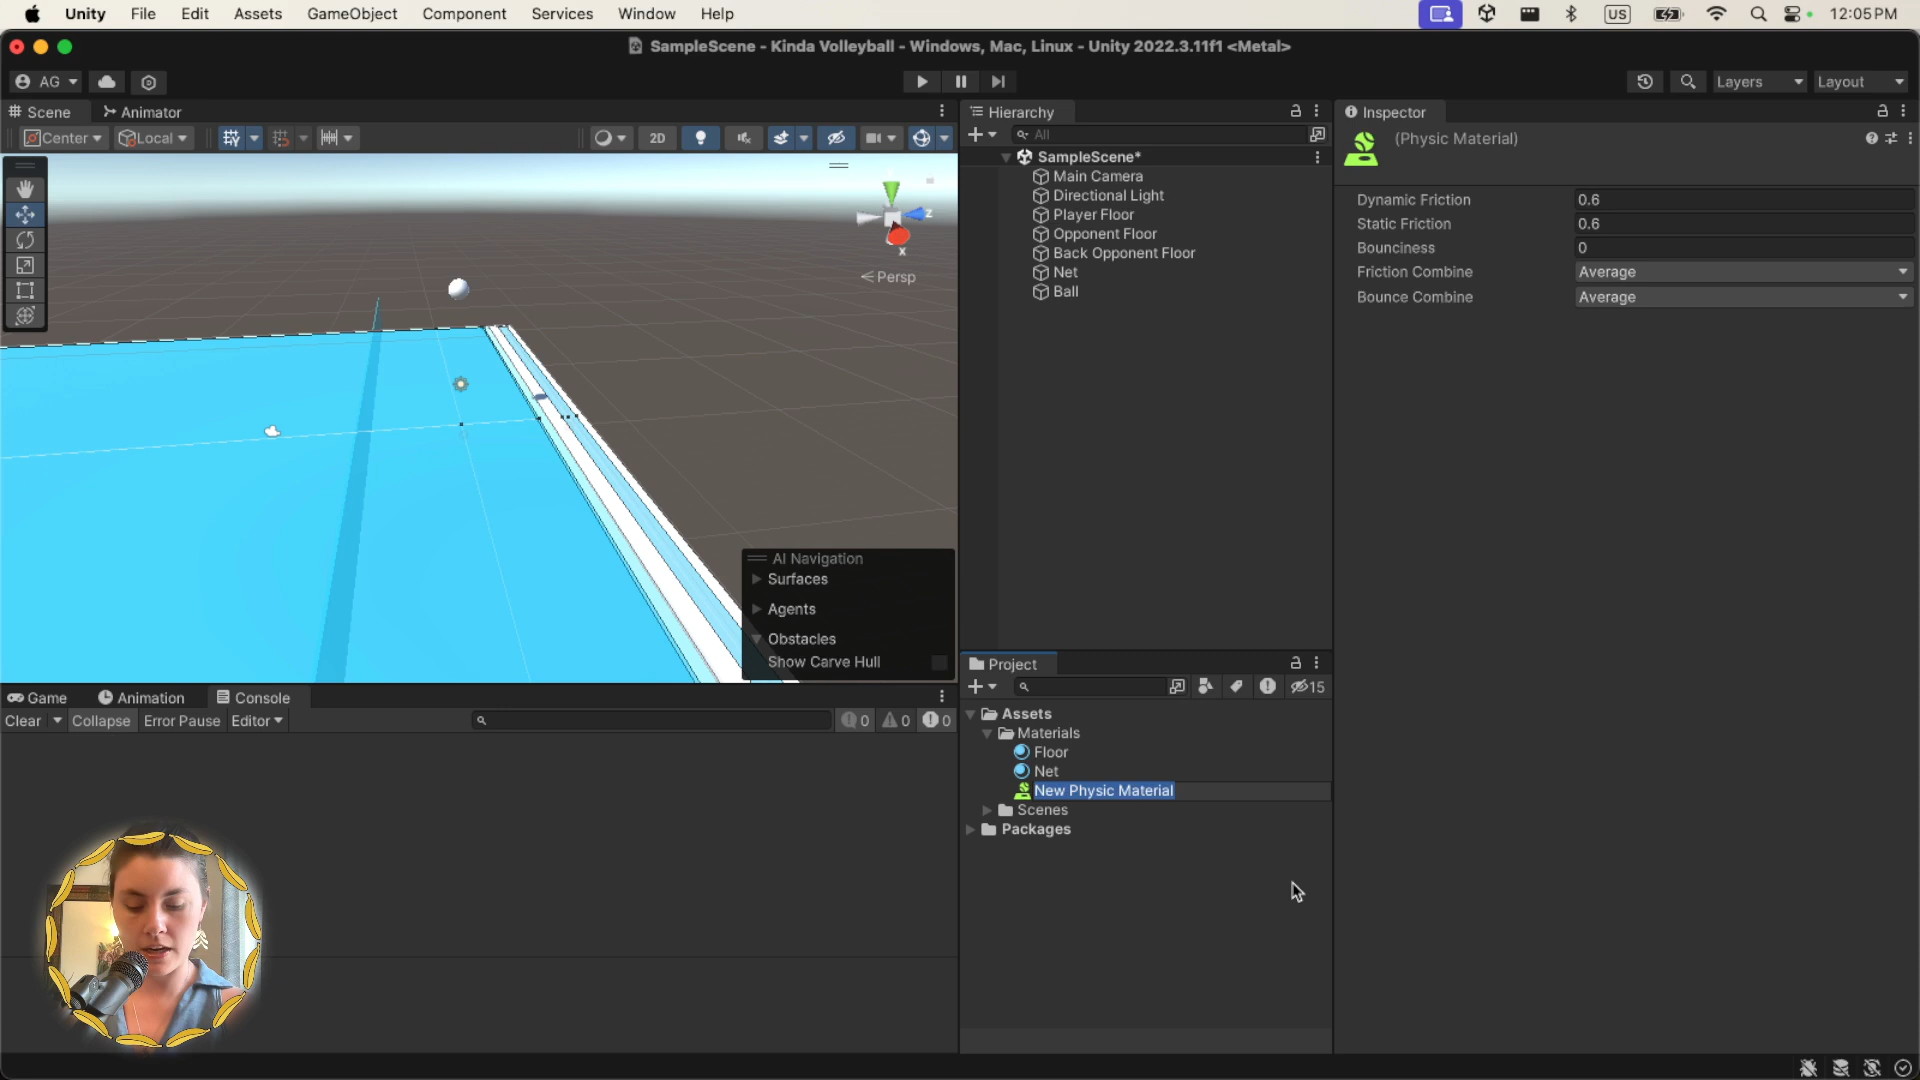 Unity File Edit Assets GameObject Component Services Window Help US 12:05 PM
SampleScene - Kinda Volleyball - Windows, Mac, Linux - Unity 2022.3.11f1 <Metal>
AG Layers Layout
Scene Animator
Center Local 2D
x
z
Persp
AI Navigation
Surfaces
Agents
Obstacles
Show Carve Hull
Game Animation Console
Clear Collapse Error Pause Editor 0 0 0
Hierarchy
All
SampleScene*
Main Camera
Directional Light
Player Floor
Opponent Floor
Back Opponent Floor
Net
Ball
Project
15
Assets
Materials
Floor
Net
New Physic Material
Scenes
Packages
Inspector
(Physic Material)
Dynamic Friction 0.6
Static Friction 0.6
Bounciness 0
Friction Combine Average
Bounce Combine Average